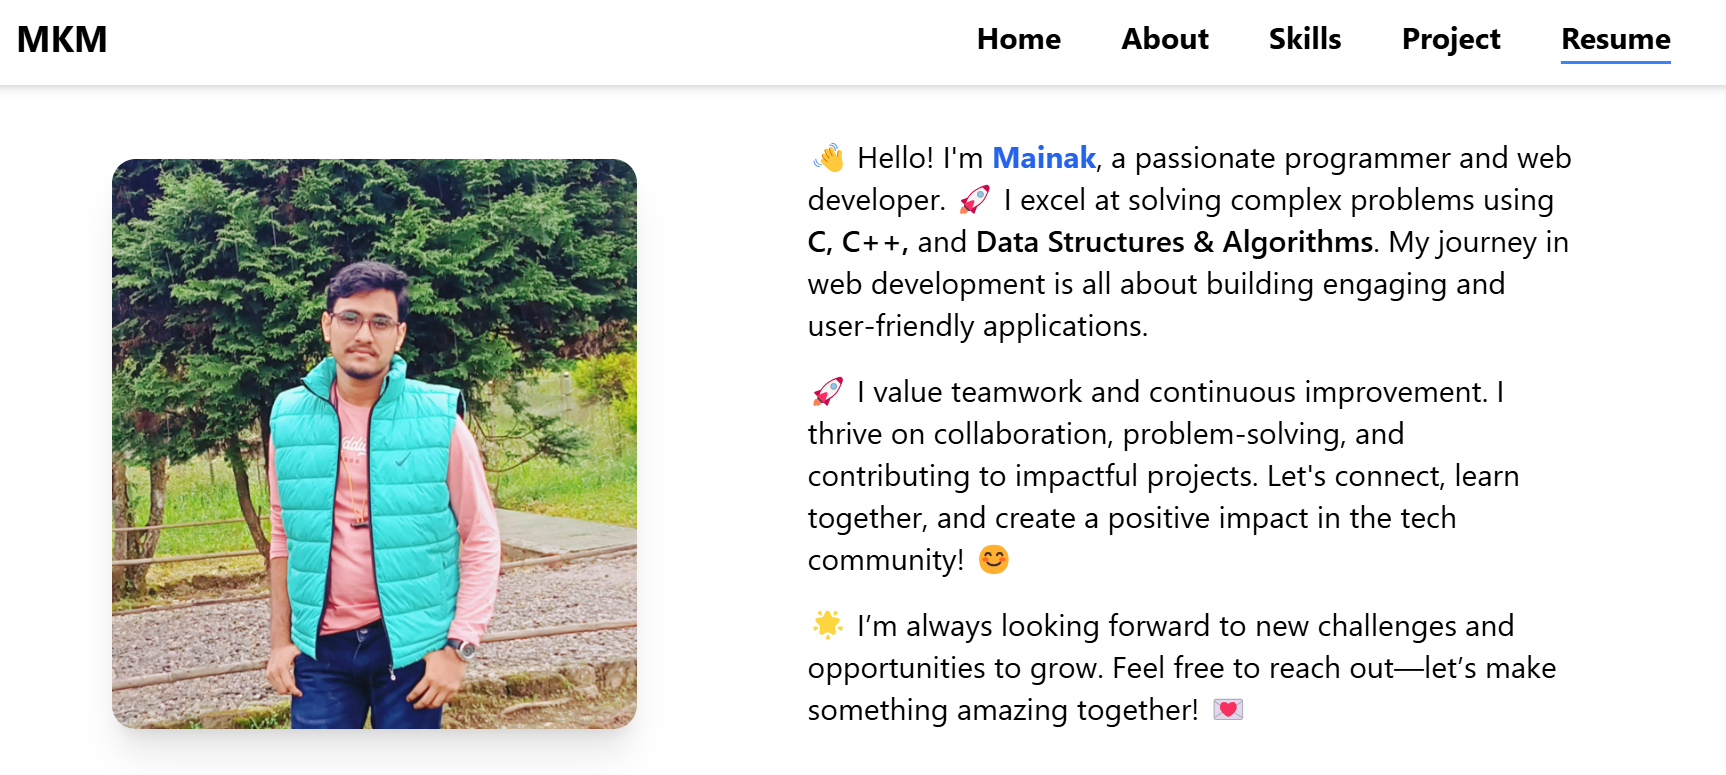 MKM
Home About Skills Project Resume
👋 Hello! I'm Mainak, a passionate programmer and web
developer. 🚀 I excel at solving complex problems using
C, C++, and Data Structures & Algorithms. My journey in
web development is all about building engaging and
user-friendly applications.
🚀 I value teamwork and continuous improvement. I
thrive on collaboration, problem-solving, and
contributing to impactful projects. Let's connect, learn
together, and create a positive impact in the tech
community! 😊
🌟 I’m always looking forward to new challenges and
opportunities to grow. Feel free to reach out—let’s make
something amazing together! 💌